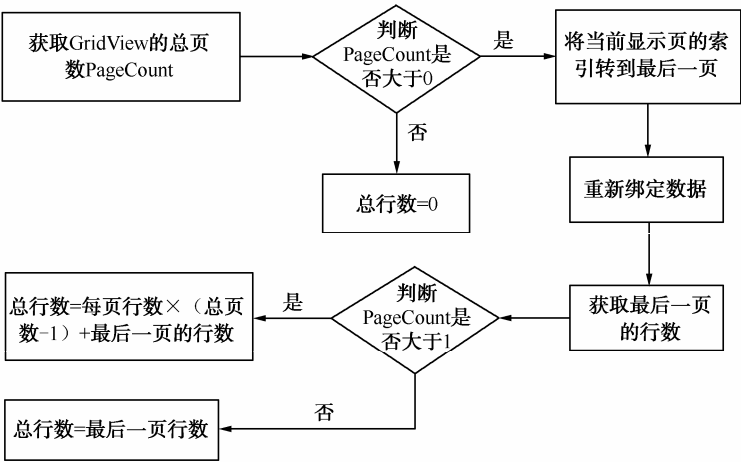 获取GridView的总页
数PageCount
判断
PageCount是
否大于0
是
将当前显示页的索
引转到最后一页
否
总行数=0
重新绑定数据
获取最后一页
的行数
判断
PageCount是
否大于1
是
总行数=每页行数×（总页
数-1）+最后一页的行数
否
总行数=最后一页行数